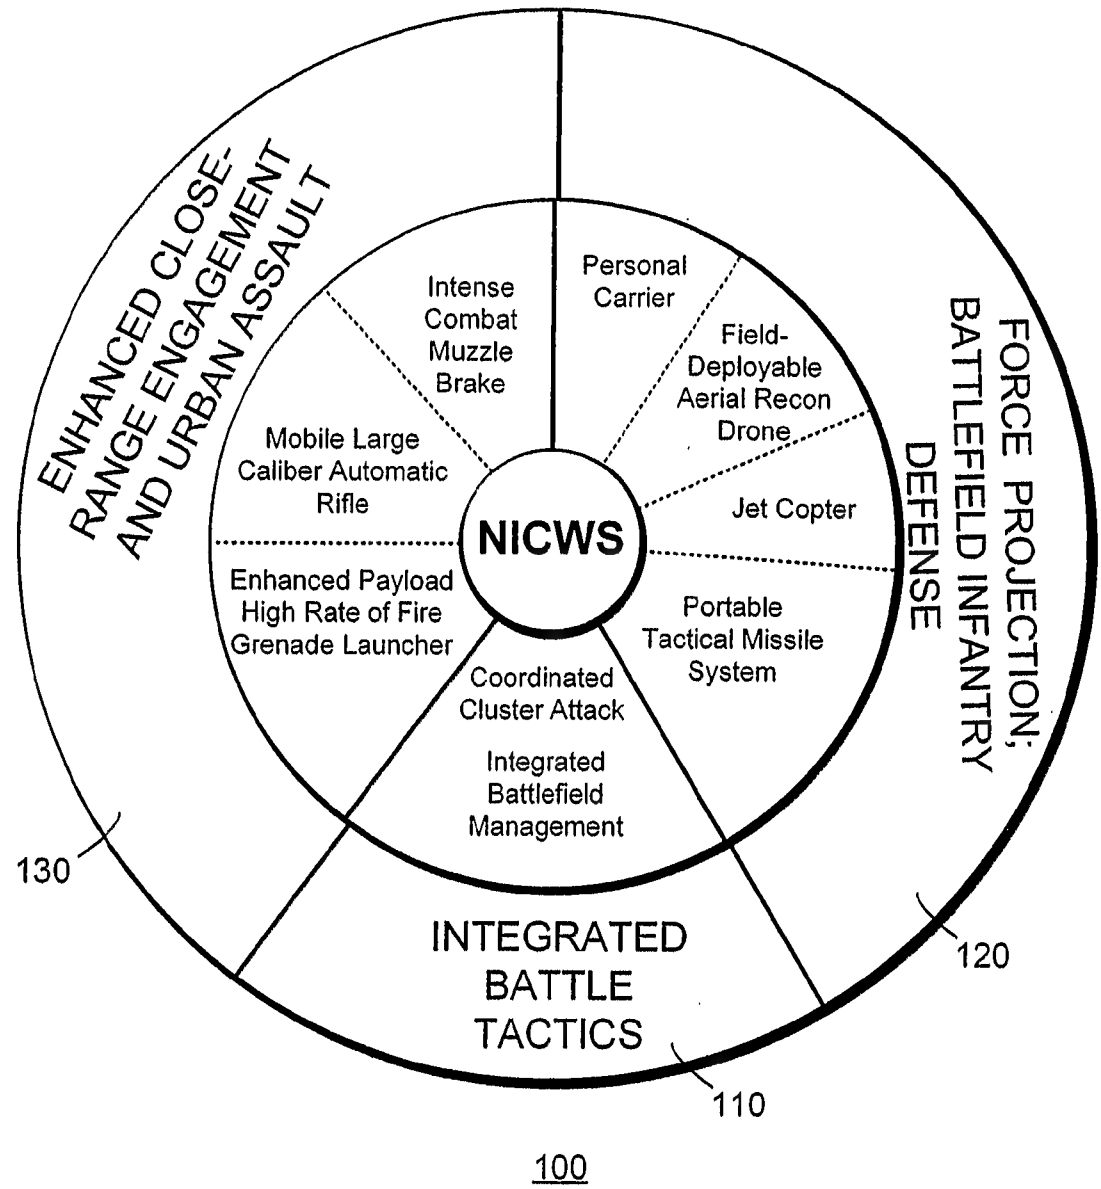 ENHANCED CLOSE-
RANGE ENGAGEMENT
AND URBAN ASSAULT
Intense
Combat
Muzzle
Brake
Personal
Carrier
Field-
Deployable
Aerial Recon
Drone
FORCE PROJECTION;
BATTLEFIELD INFANTRY
DEFENSE
Mobile Large
Caliber Automatic
Rifle
Jet Copter
NICWS
Enhanced Payload
High Rate of Fire
Grenade Launcher
Portable
Tactical Missile
System
Coordinated
Cluster Attack
Integrated
Battlefield
Management
130
120
INTEGRATED
BATTLE
TACTICS
110
100